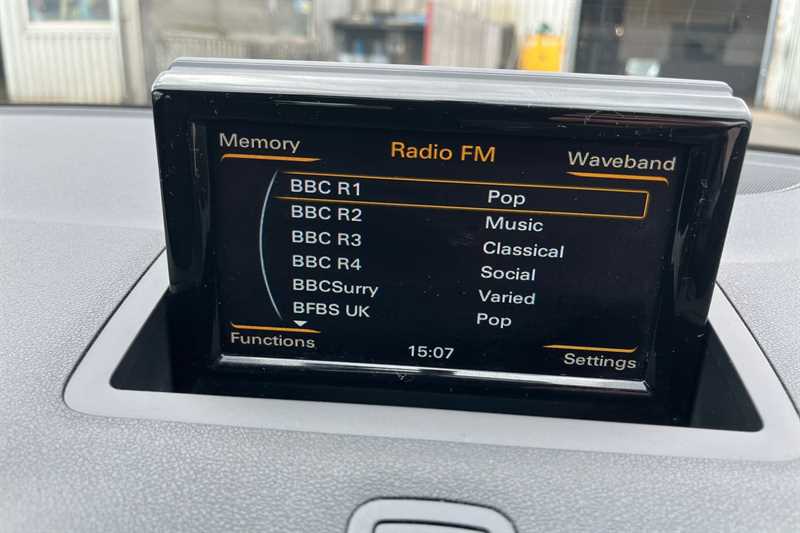 Memory Radio FM Waveband
BBC R1 Pop
BBC R2 Music
BBC R3 Classical
BBC R4 Social
BBCSurry Varied
BFBS UK Pop
Functions 15:07 Settings